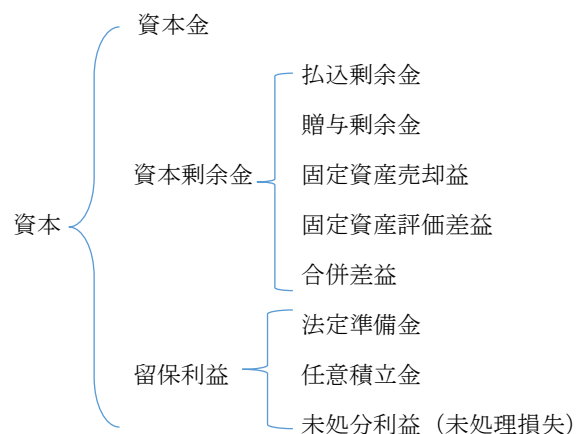 資本金
払込剰余金
贈与剰余金
資本剰余金
固定資産売却益
資本
固定資産評価差益
合併差益
法定準備金
留保利益
任意積立金
未処分利益（未処理損失）